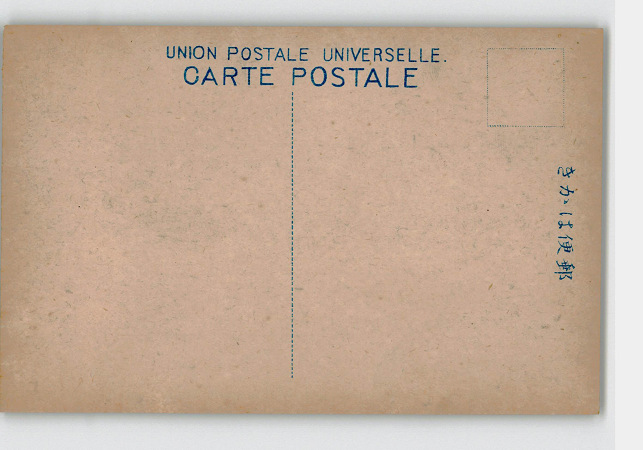 UNION POSTALE UNIVERSELLE.
CARTE POSTALE
きがは便郵